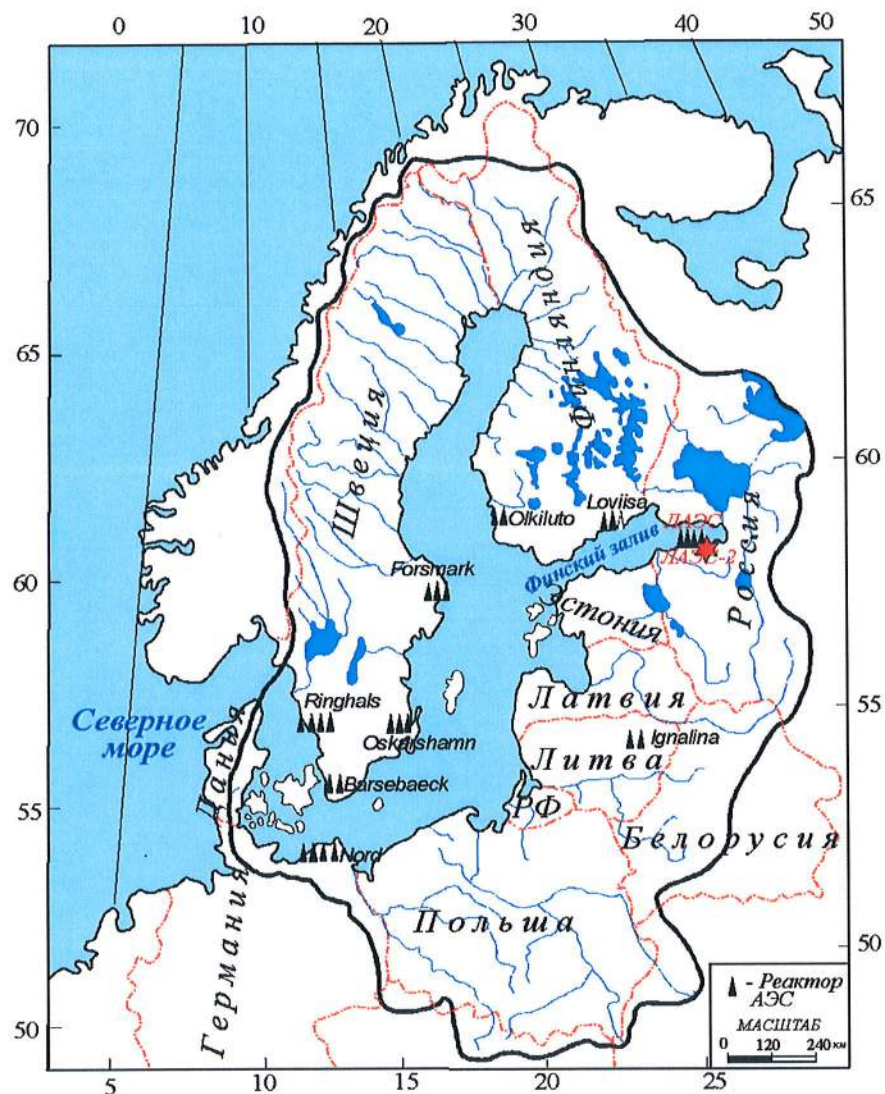 0 10 20 30 40 50
70
65
65
60
60
55
55
50
50
5 10 15 20 25
Финляндия
Швеция
Olkiluto
Loviisa
ЛАЭС
ЛАЭС-2
Россия
Финский залив
Forsmark
Эстония
Ringhals
Латвия
Северное
море
Oskarshamn
Ignalina
Дания
Литва
Barsebaeck
РФ
Белорусия
Nord
Польша
Германия
- Реактор
АЭС
МАСШТАБ
0 120 240 км